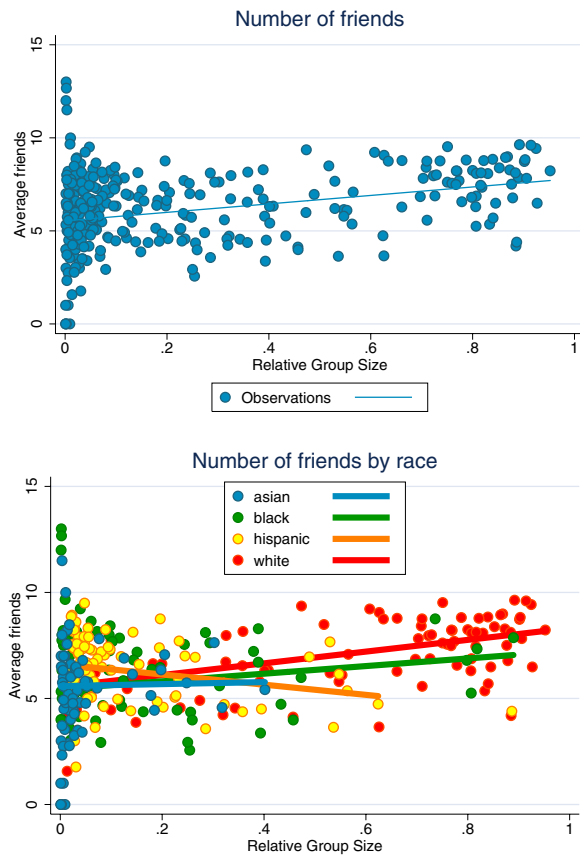 Number of friends
15
10
5
0
Average friends
0 .2 .4 .6 .8 1
Relative Group Size
Observations
Number of friends by race
15
10
5
0
Average friends
asian
black
hispanic
white
0 .2 .4 .6 .8 1
Relative Group Size